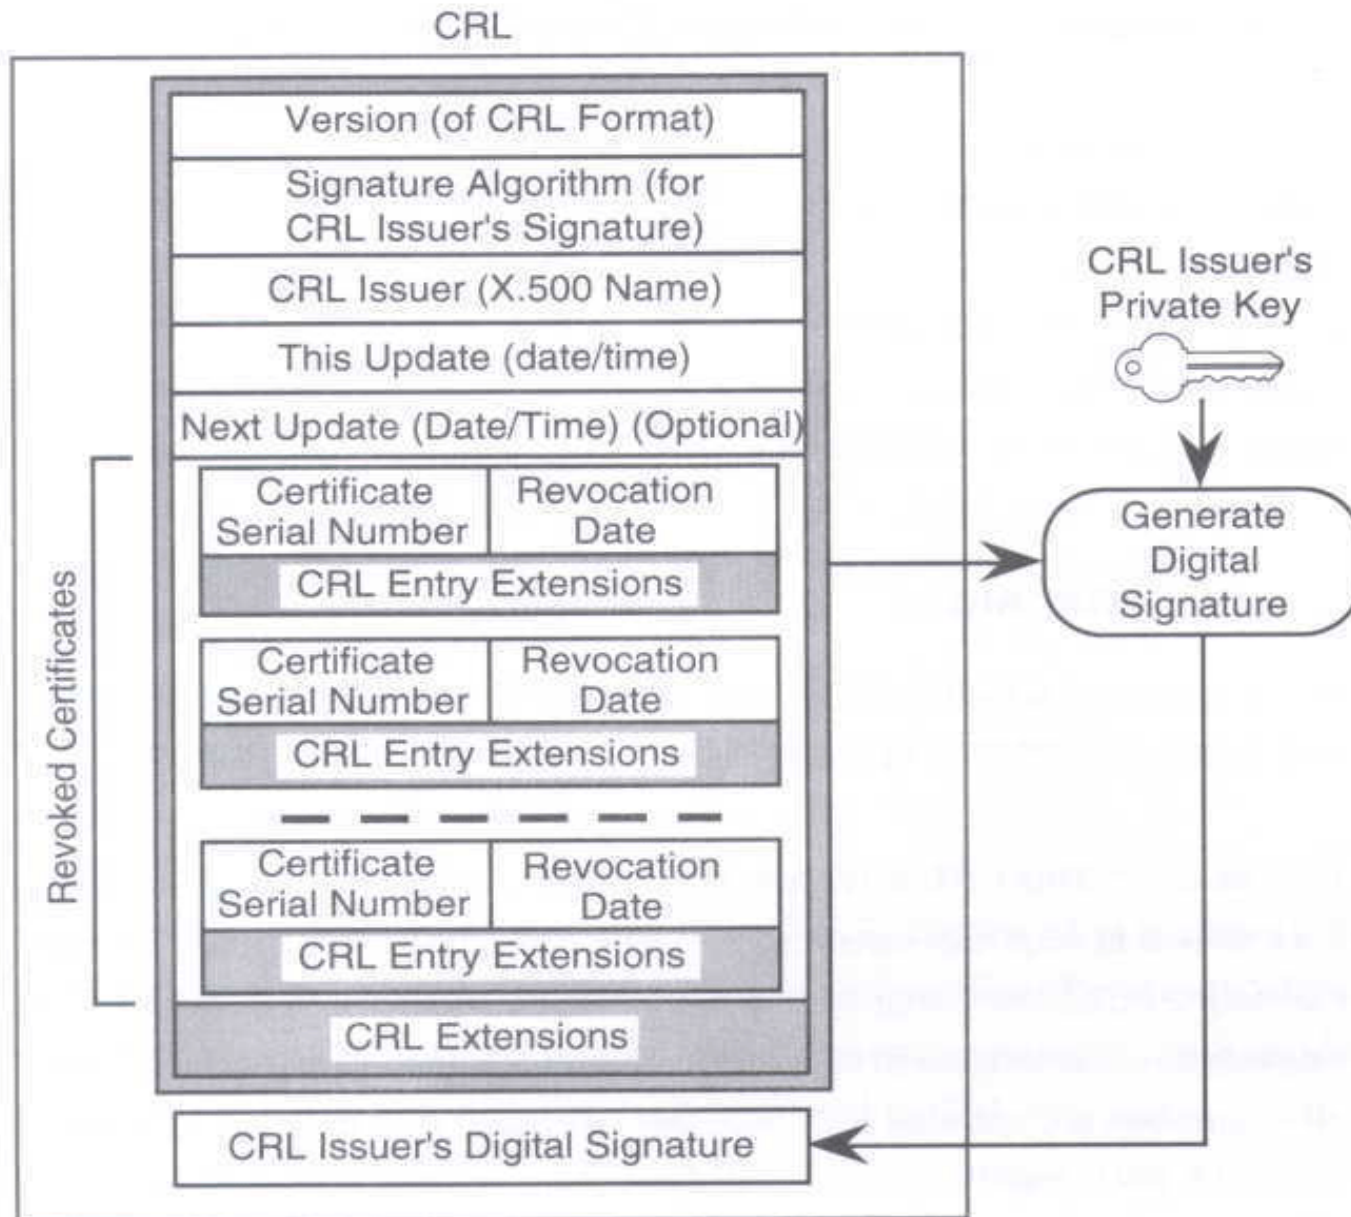 CRL
Version (of CRL Format)
Signature Algorithm (for
CRL Issuer's Signature)
CRL Issuer (X.500 Name)
This Update (date/time)
Next Update (Date/Time) (Optional)
Revoked Certificates
Certificate
Serial Number
Revocation
Date
CRL Entry Extensions
Certificate
Serial Number
Revocation
Date
CRL Entry Extensions
Certificate
Serial Number
Revocation
Date
CRL Entry Extensions
CRL Extensions
CRL Issuer's Digital Signature
CRL Issuer's
Private Key
Generate
Digital
Signature